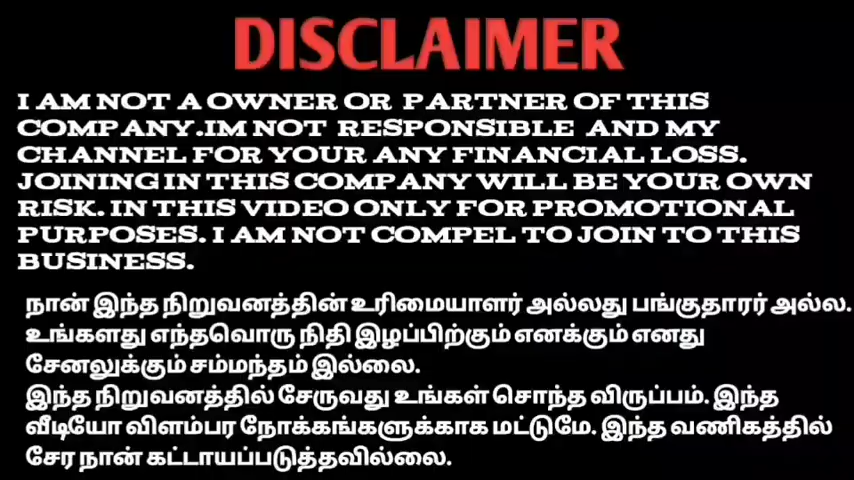 DISCLAIMER
I AM NOT A OWNER OR PARTNER OF THIS
COMPANY.IM NOT RESPONSIBLE AND MY
CHANNEL FOR YOUR ANY FINANCIAL LOSS.
JOINING IN THIS COMPANY WILL BE YOUR OWN
RISK. IN THIS VIDEO ONLY FOR PROMOTIONAL
PURPOSES. I AM NOT COMPEL TO JOIN TO THIS
BUSINESS.
நான் இந்த நிறுவனத்தின் உரிமையாளர் அல்லது பங்குதாரர் அல்ல.
உங்களது எந்தவொரு நிதி இழப்பிற்கும் எனக்கும் எனது
சேனலுக்கும் சம்மந்தம் இல்லை.
இந்த நிறுவனத்தில் சேருவது உங்கள் சொந்த விருப்பம். இந்த
வீடியோ விளம்பர நோக்கங்களுக்காக மட்டுமே. இந்த வணிகத்தில்
சேர நான் கட்டாயப்படுத்தவில்லை.